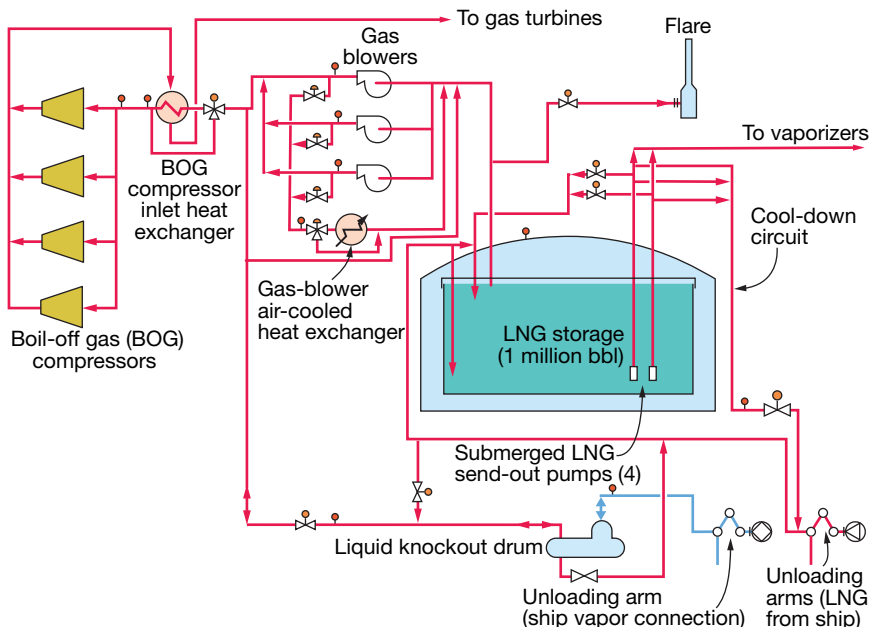 To gas turbines
Gas
blowers
Flare
To vaporizers
BOG
compressor
inlet heat
exchanger
Cool-down
circuit
Gas-blower
air-cooled
heat exchanger
LNG storage
(1 million bbl)
Boil-off gas (BOG)
compressors
Submerged LNG
send-out pumps (4)
Liquid knockout drum
Unloading arm
(ship vapor connection)
Unloading
arms (LNG
from ship)